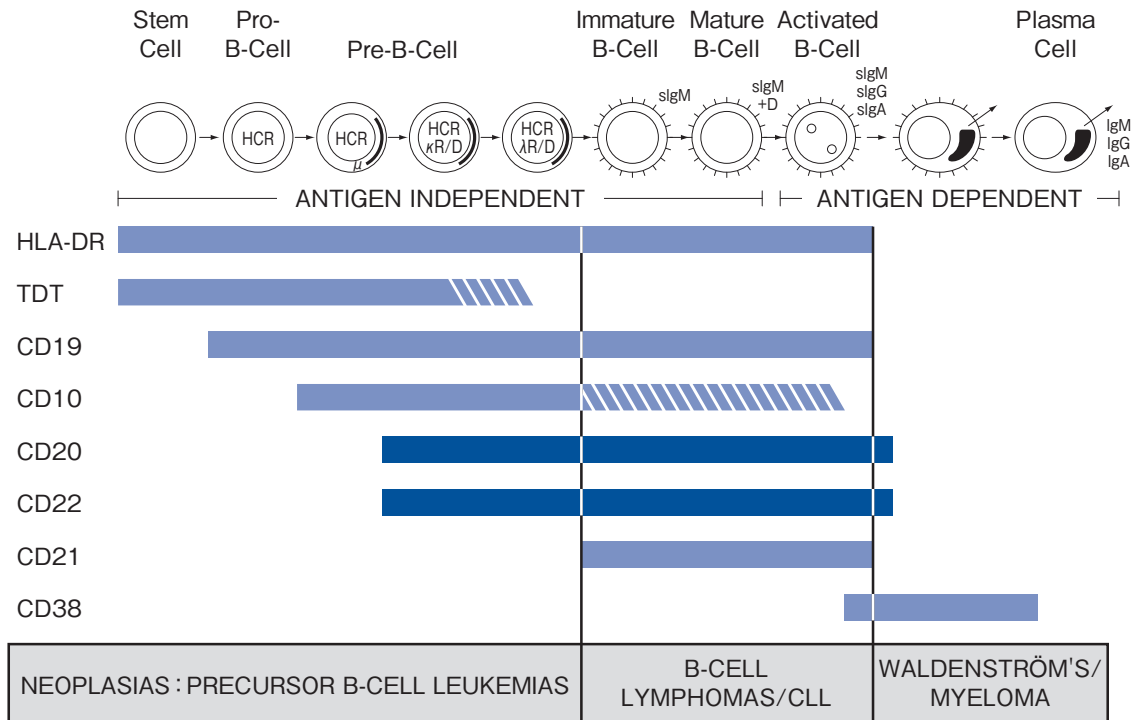 Stem
Cell
Pro-
B-Cell
Pre-B-Cell
Immature
B-Cell
Mature
B-Cell
Activated
B-Cell
Plasma
Cell
HCR
HCR
μ
HCR
κR/D
HCR
λR/D
sIgM
sIgM
+D
sIgM
sIgG
sIgA
IgM
IgG
IgA
ANTIGEN INDEPENDENT
ANTIGEN DEPENDENT
HLA-DR
TDT
CD19
CD10
CD20
CD22
CD21
CD38
NEOPLASIAS : PRECURSOR B-CELL LEUKEMIAS
B-CELL
LYMPHOMAS/CLL
WALDENSTRÖM'S/
MYELOMA